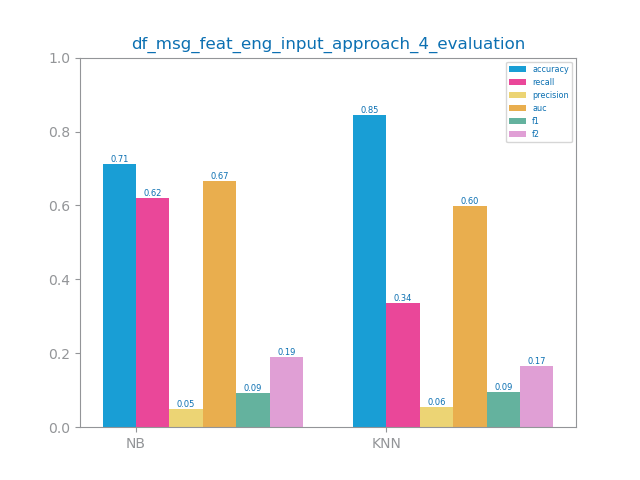 df_msg_feat_eng_input_approach_4_evaluation
1.0
0.8
0.6
0.4
0.2
0.0
accuracy
recall
precision
auc
f1
f2
0.71
0.62
0.05
0.67
0.09
0.19
0.85
0.34
0.06
0.60
0.09
0.17
NB
KNN